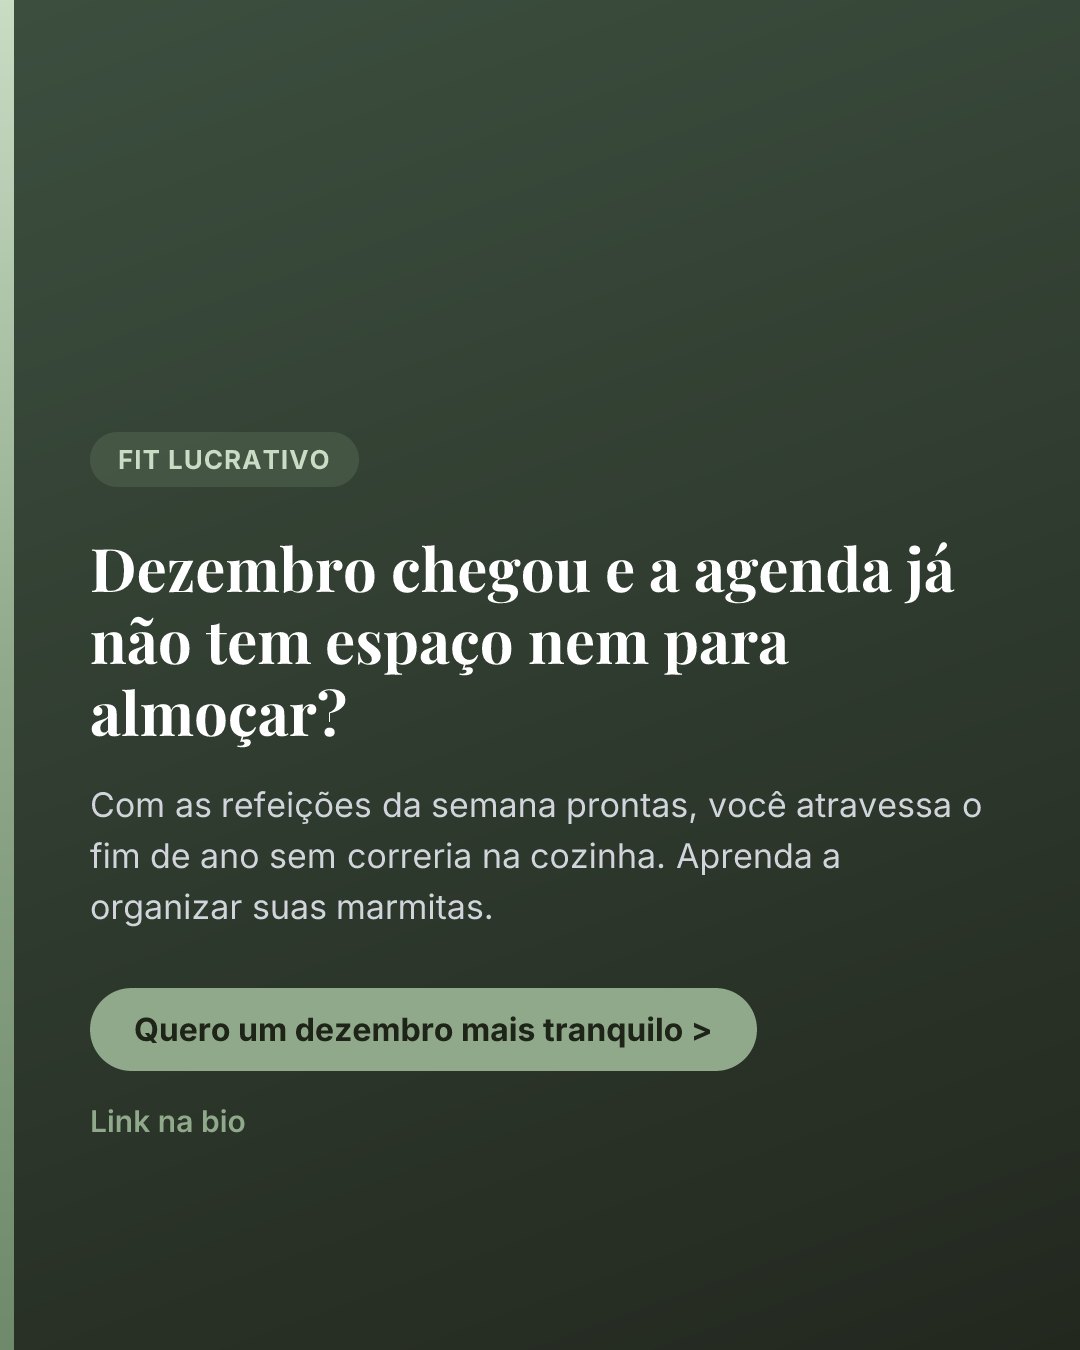 FIT LUCRATIVO
Dezembro chegou e a agenda já
não tem espaço nem para
almoçar?
Com as refeições da semana prontas, você atravessa o
fim de ano sem correria na cozinha. Aprenda a
organizar suas marmitas.
Quero um dezembro mais tranquilo >
Link na bio